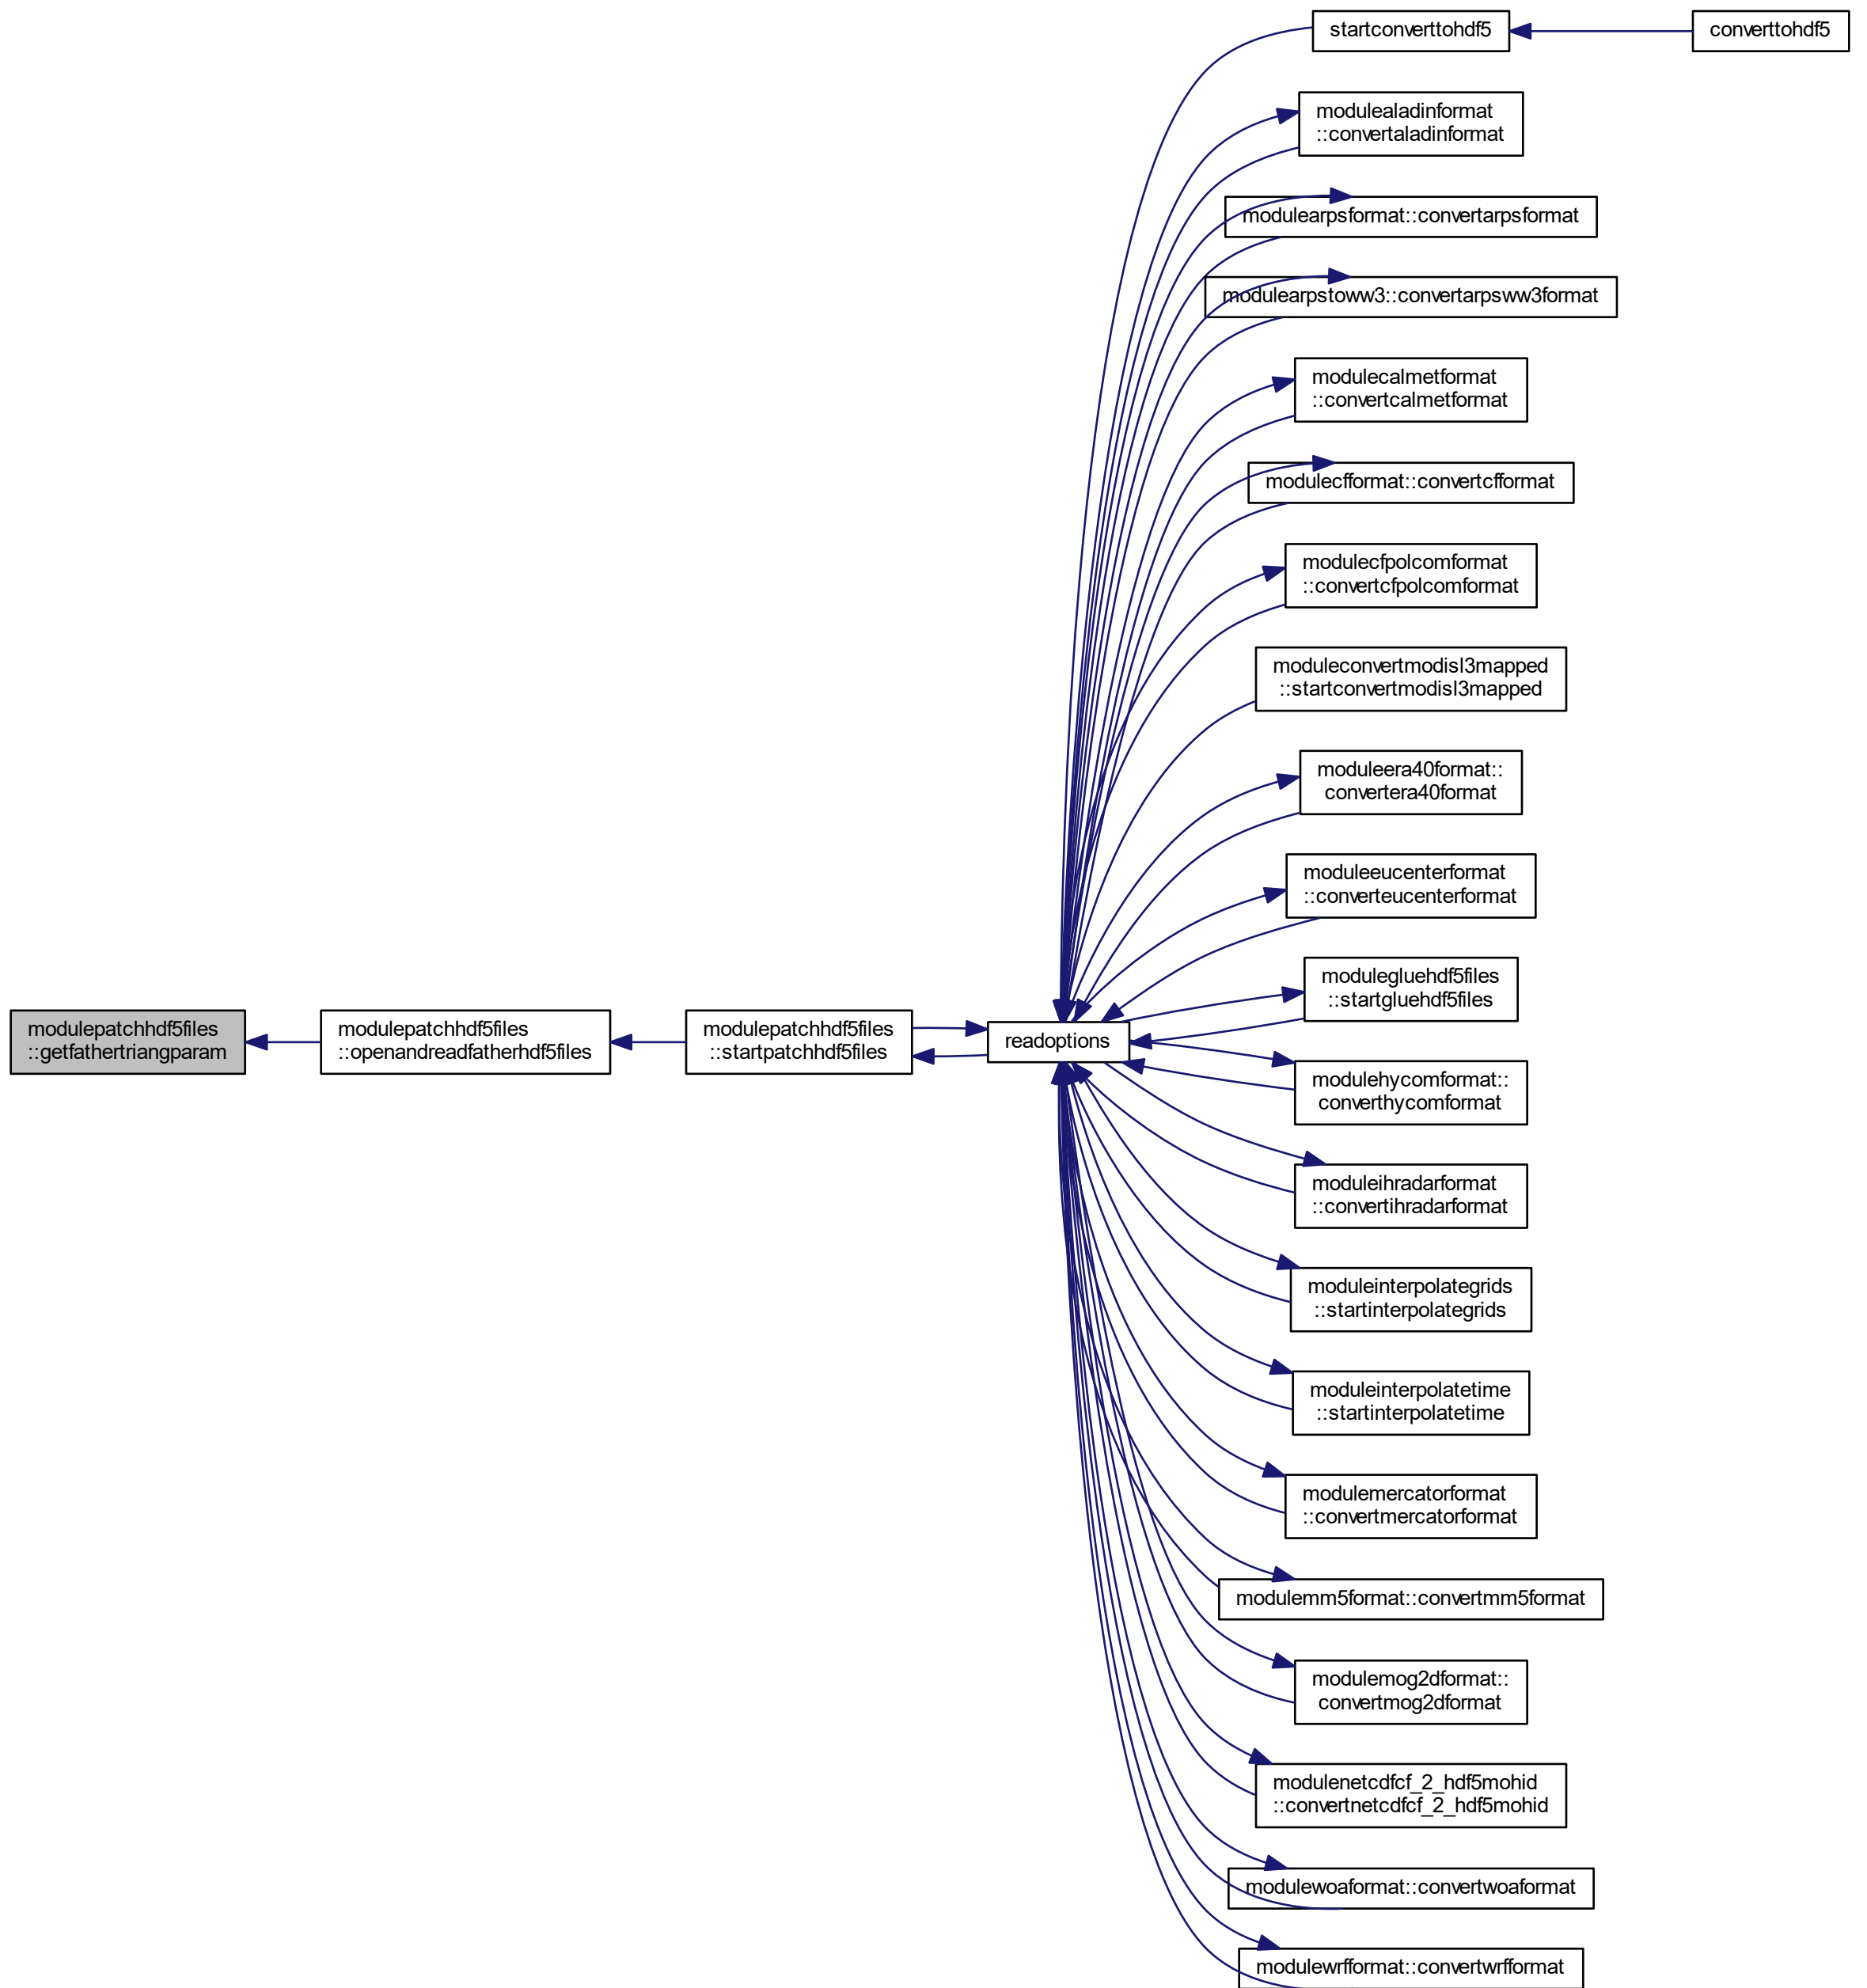 startconverttohdf5
converttohdf5
modulealadinformat
::convertaladinformat
modulearpsformat::convertarpsformat
modulearpstoww3::convertarpsww3format
modulecalmetformat
::convertcalmetformat
modulecfformat::convertcfformat
modulecfpolcomformat
::convertcfpolcomformat
moduleconvertmodisl3mapped
::startconvertmodisl3mapped
moduleera40format::
convertera40format
moduleeucenterformat
::converteucenterformat
modulegluehdf5files
::startgluehdf5files
modulepatchhdf5files
::getfathertriangparam
modulepatchhdf5files
::openandreadfatherhdf5files
modulepatchhdf5files
::startpatchhdf5files
readoptions
modulehycomformat::
converthycomformat
moduleihradarformat
::convertihradarformat
moduleinterpolategrids
::startinterpolategrids
moduleinterpolatetime
::startinterpolatetime
modulemercatorformat
::convertmercatorformat
modulemm5format::convertmm5format
modulemog2dformat::
convertmog2dformat
modulenetcdfcf_2_hdf5mohid
::convertnetcdfcf_2_hdf5mohid
modulewoaformat::convertwoaformat
modulewrfformat::convertwrfformat